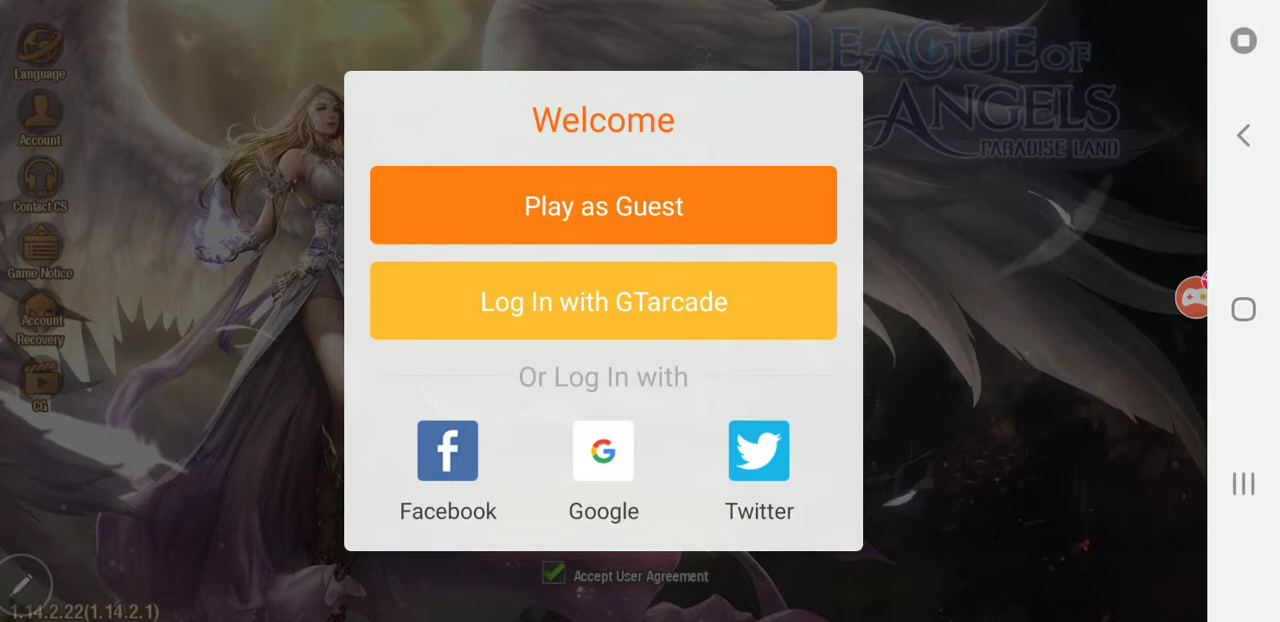 Language
Account
Contact CS
Game Notice
Account
Recovery
CG
LEAGUE OF
ANGELS
PARADISE LAND
Welcome
Play as Guest
Log In with GTarcade
Or Log In with
f
G
Facebook
Google
Twitter
Accept User Agreement
1.14.2.22(1.14.2.1)